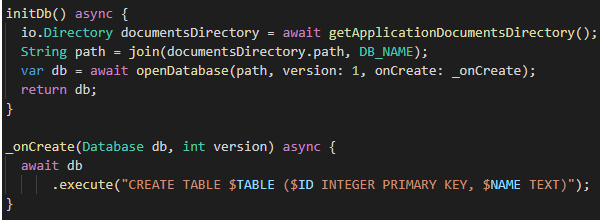 initDb() async {
io.Directory documentsDirectory = await getApplicationDocumentsDirectory();
String path = join(documentsDirectory.path, DB_NAME);
var db = await openDatabase(path, version: 1, onCreate: _onCreate);
return db;
}
_onCreate(Database db, int version) async {
await db
.execute("CREATE TABLE $TABLE ($ID INTEGER PRIMARY KEY, $NAME TEXT)");
}